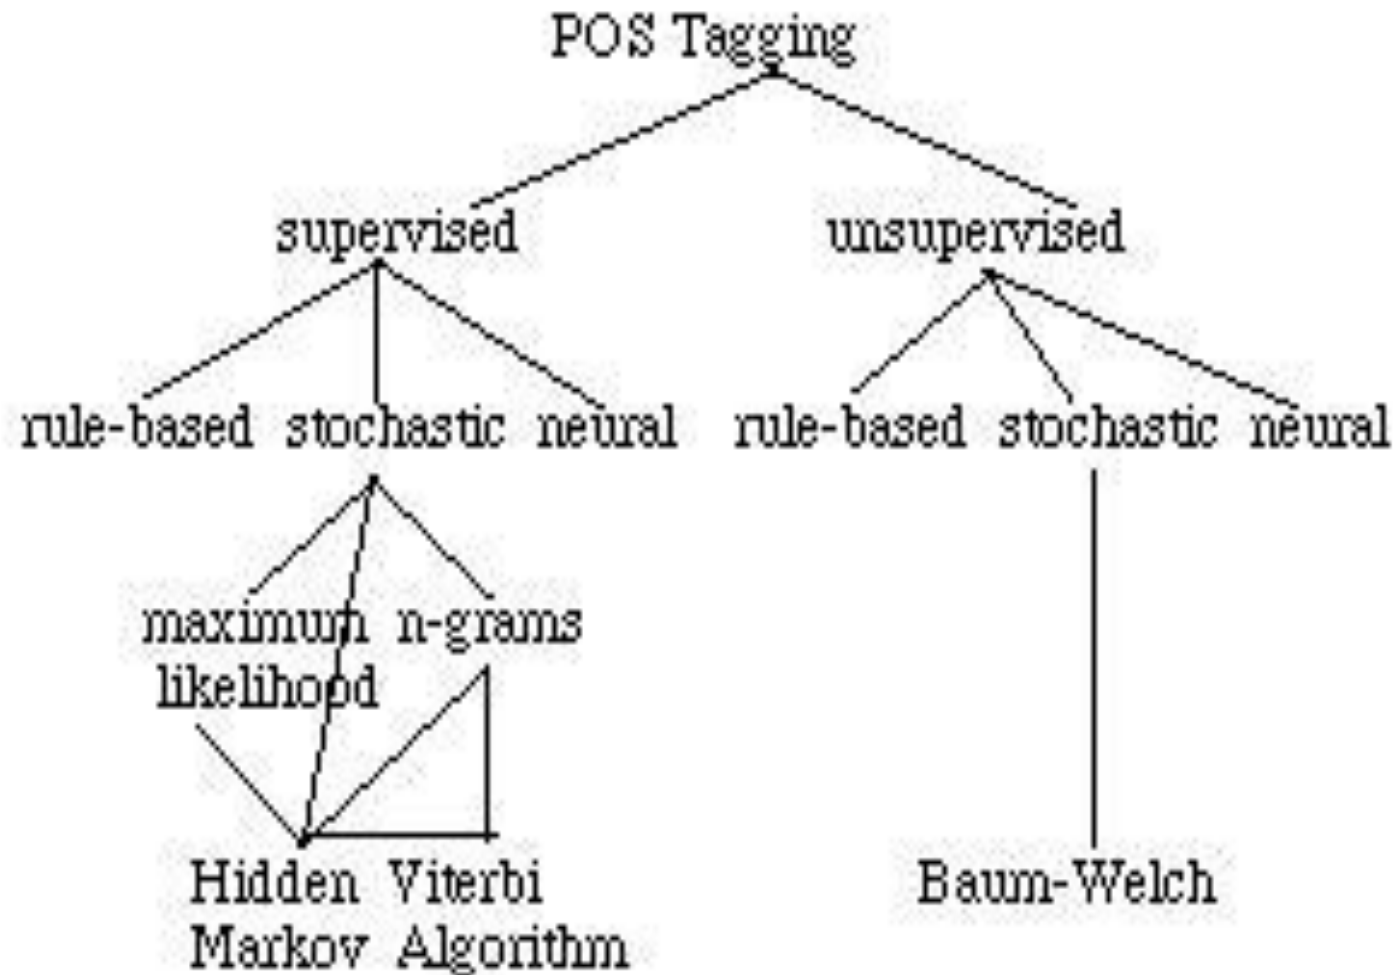 POS Tagging
supervised unsupervised
rule-based stochastic neural rule-based stochastic neural
maximum n-grams
likelihood
Hidden Viterbi Baum-Welch
Markov Algorithm